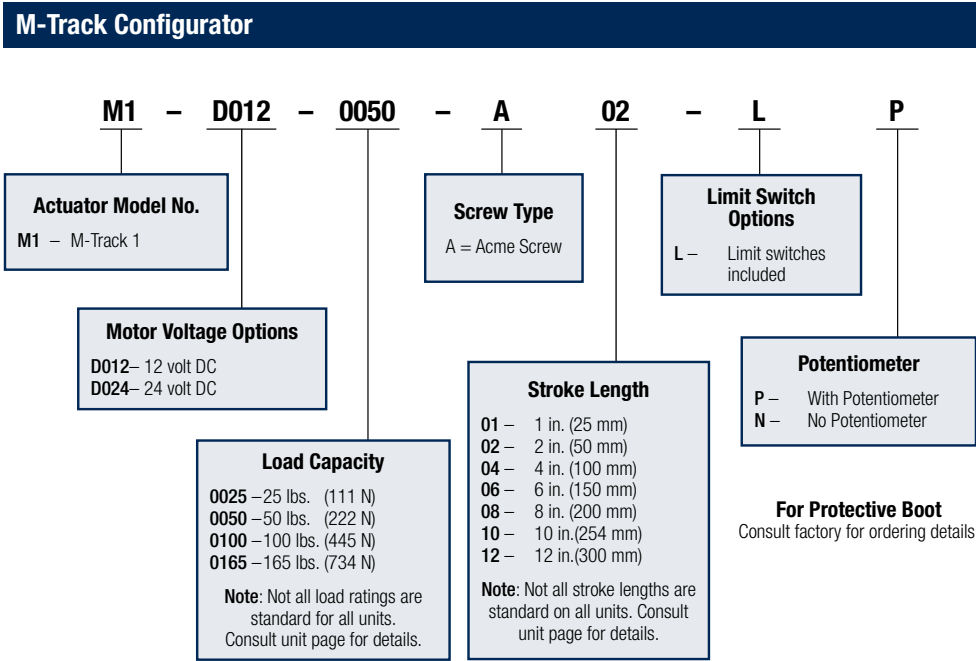 M-Track Configurator
M1 – D012 – 0050 – A 02 – L P
Actuator Model No.
M1 – M-Track 1
Motor Voltage Options
D012– 12 volt DC
D024– 24 volt DC
Load Capacity
0025 –25 lbs. (111 N)
0050 –50 lbs. (222 N)
0100 –100 lbs. (445 N)
0165 –165 lbs. (734 N)
Note: Not all load ratings are
standard for all units.
Consult unit page for details.
Screw Type
A = Acme Screw
Stroke Length
01 – 1 in. (25 mm)
02 – 2 in. (50 mm)
04 – 4 in. (100 mm)
06 – 6 in. (150 mm)
08 – 8 in. (200 mm)
10 – 10 in.(254 mm)
12 – 12 in.(300 mm)
Note: Not all stroke lengths are
standard on all units. Consult
unit page for details.
Limit Switch
Options
L – Limit switches
included
Potentiometer
P – With Potentiometer
N – No Potentiometer
For Protective Boot
Consult factory for ordering details